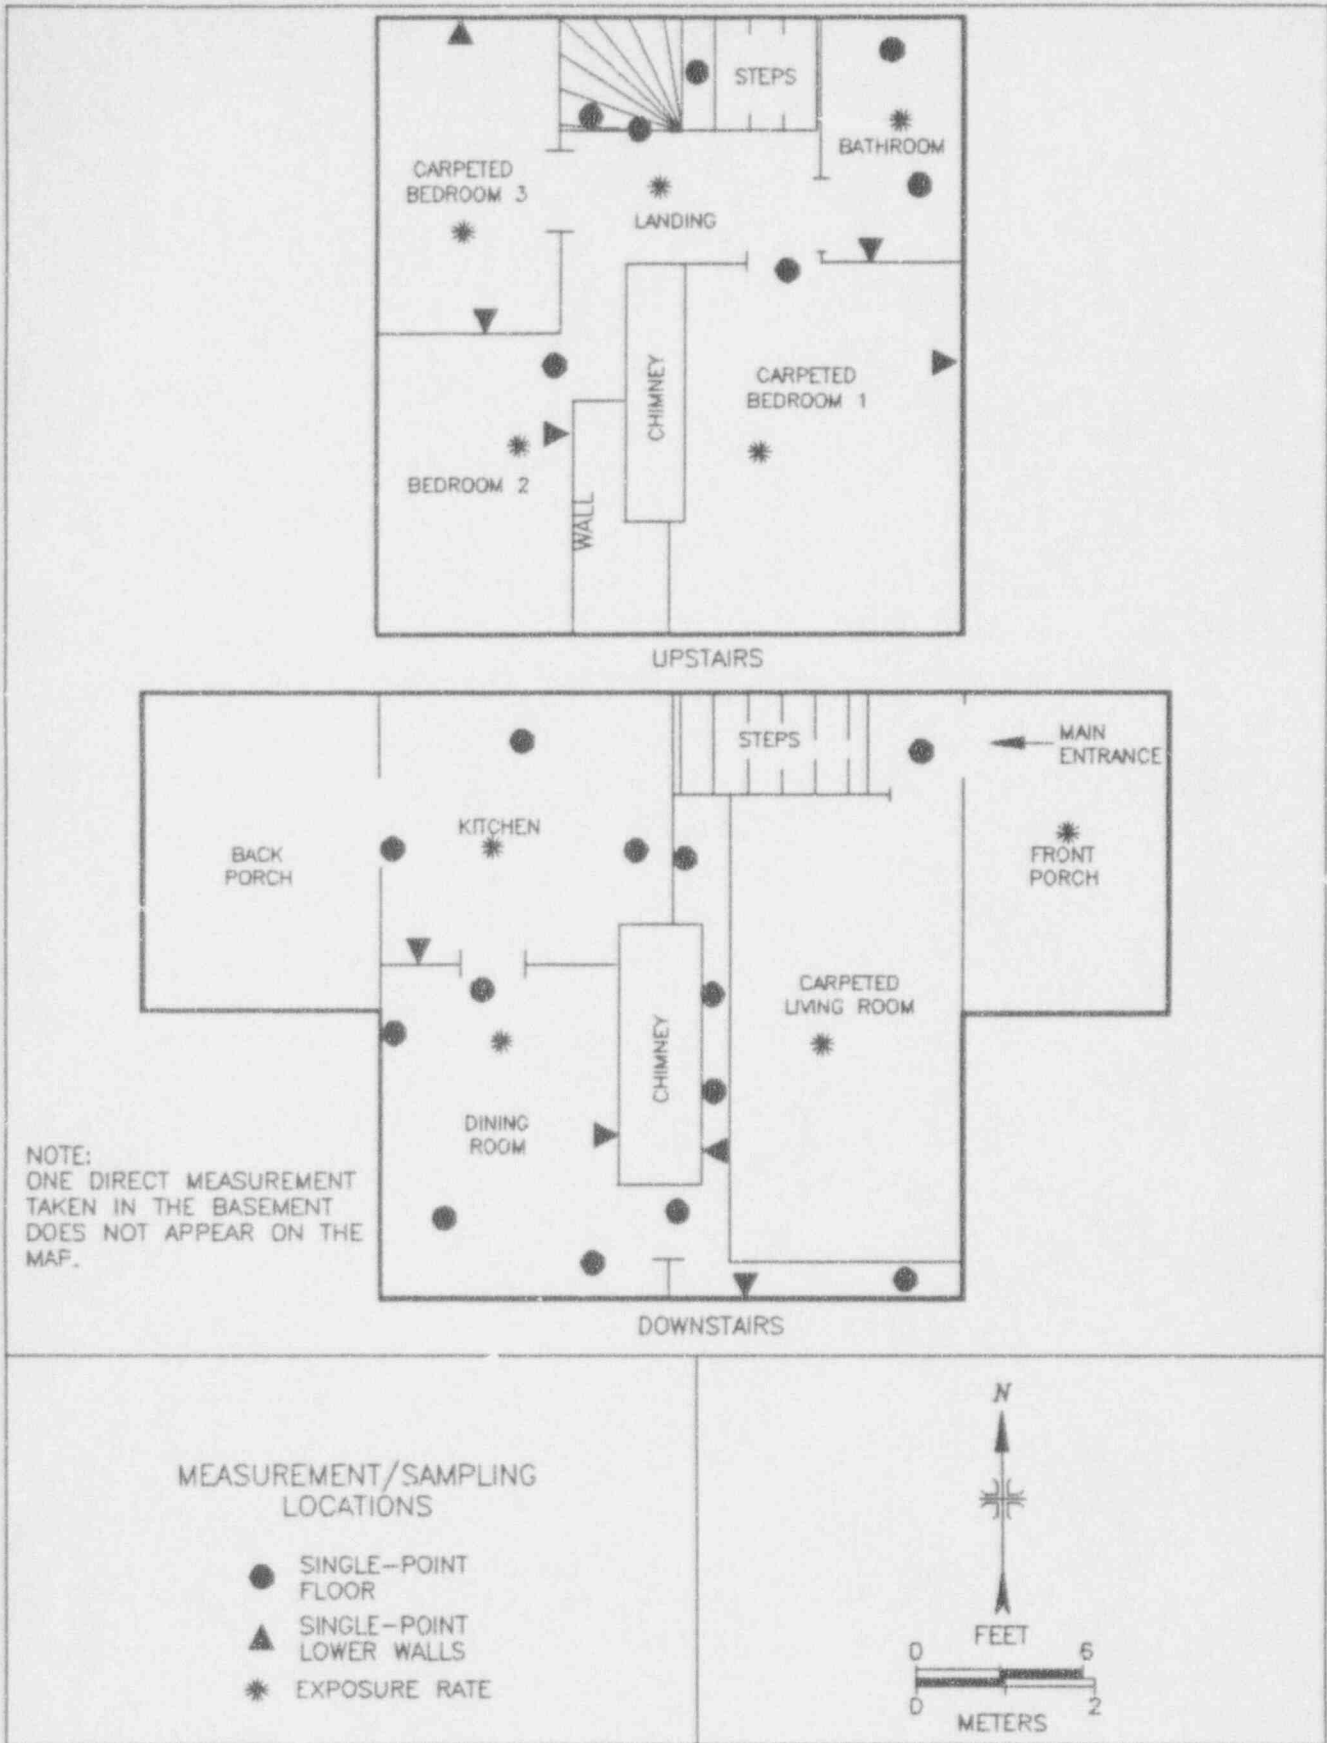 STEPS
BATHROOM
CARPETED
BEDROOM 3
LANDING
CHIMNEY
CARPETED
BEDROOM 1
BEDROOM 2
WALL
UPSTAIRS
STEPS
MAIN
ENTRANCE
KITCHEN
BACK
PORCH
FRONT
PORCH
CARPETED
LIVING ROOM
CHIMNEY
DINING
ROOM
NOTE:
ONE DIRECT MEASUREMENT
TAKEN IN THE BASEMENT
DOES NOT APPEAR ON THE
MAP.
DOWNSTAIRS
MEASUREMENT/SAMPLING
LOCATIONS
SINGLE-POINT
FLOOR
SINGLE-POINT
LOWER WALLS
EXPOSURE RATE
N
FEET
0 6
0 2
METERS